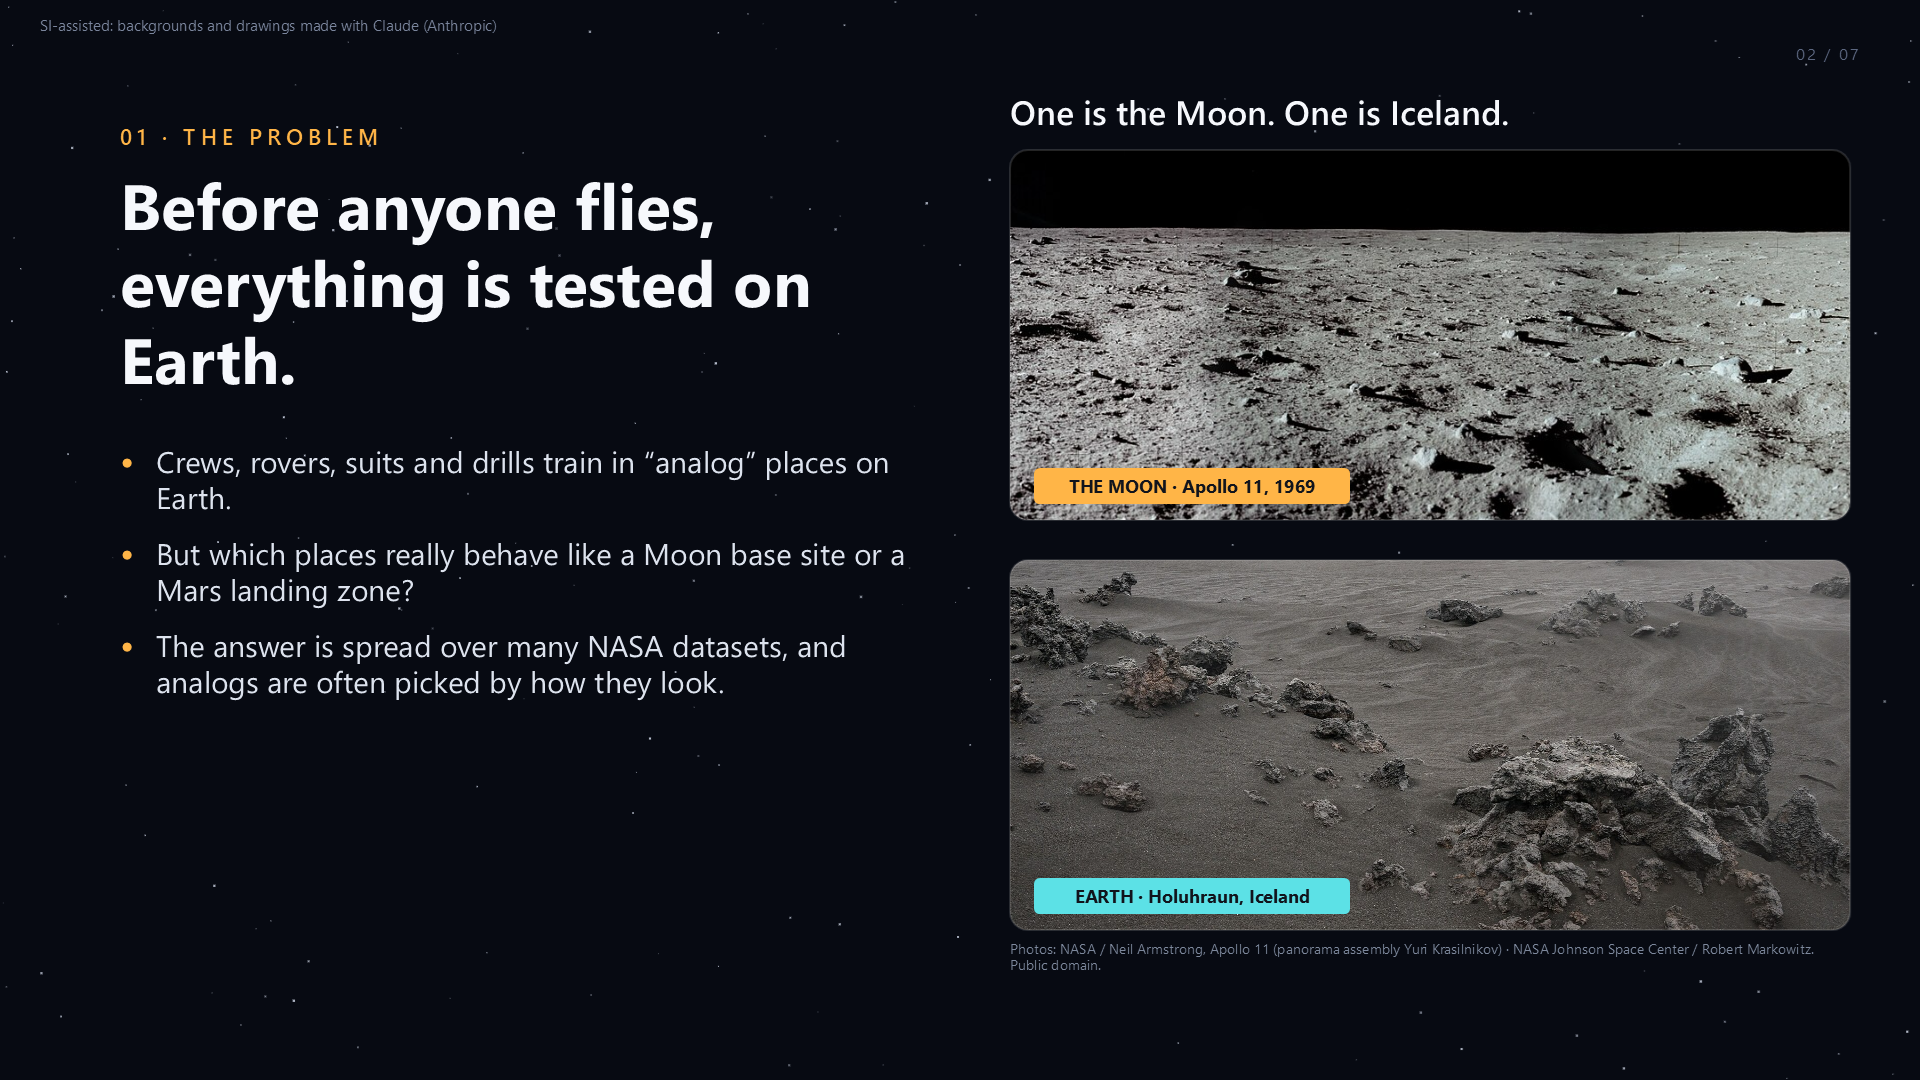 SI-assisted: backgrounds and drawings made with Claude (Anthropic)
02 / 07
01 · THE PROBLEM
Before anyone flies,
everything is tested on
Earth.
• Crews, rovers, suits and drills train in “analog” places on
Earth.
• But which places really behave like a Moon base site or a
Mars landing zone?
• The answer is spread over many NASA datasets, and
analogs are often picked by how they look.
One is the Moon. One is Iceland.
THE MOON · Apollo 11, 1969
EARTH · Holuhraun, Iceland
Photos: NASA / Neil Armstrong, Apollo 11 (panorama assembly Yuri Krasilnikov) · NASA Johnson Space Center / Robert Markowitz.
Public domain.